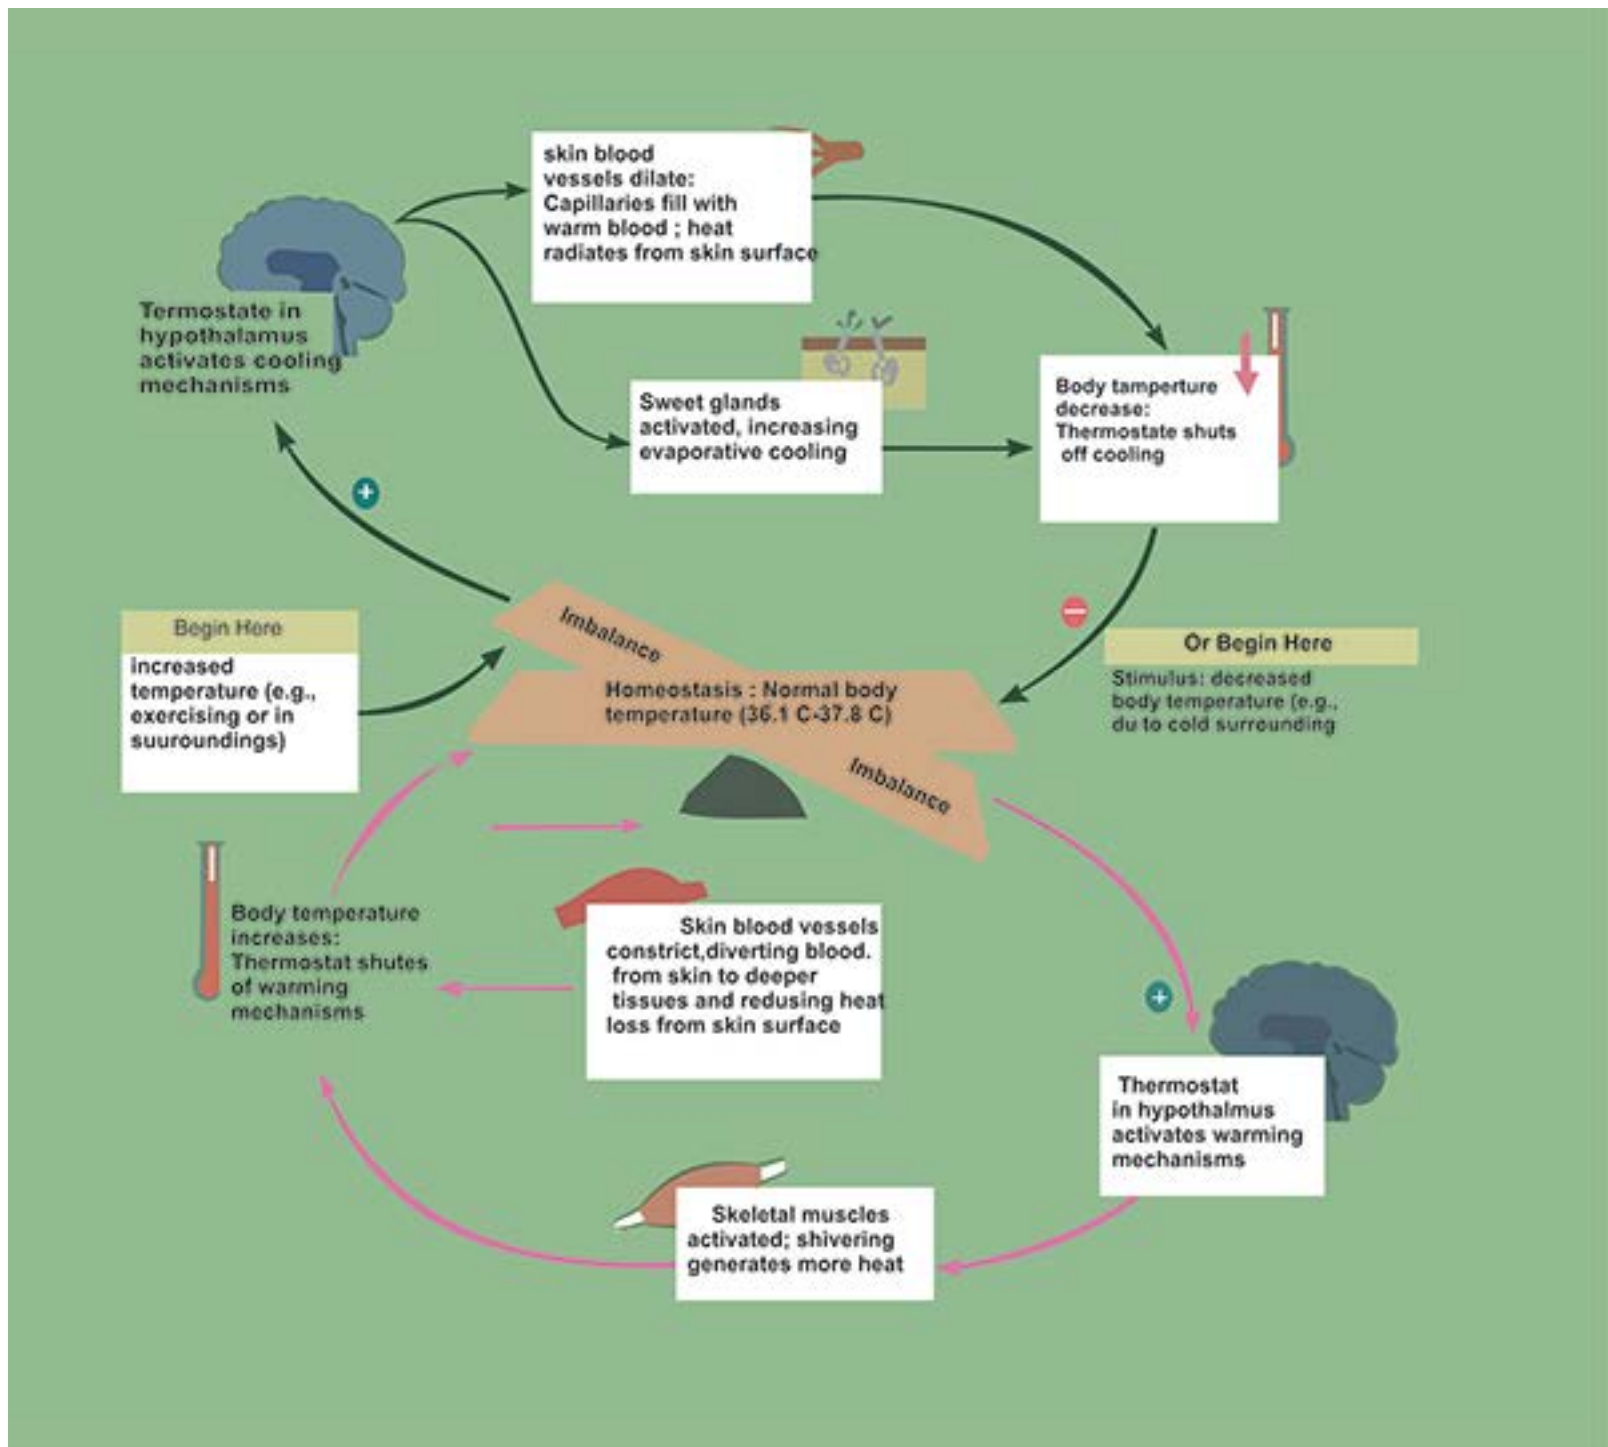 skin blood
vessels dilate:
Capillaries fill with
warm blood ; heat
radiates from skin surface
Termostate in
hypothalamus
activates cooling
mechanisms
Sweet glands
activated, increasing
evaporative cooling
Body tamperture
decrease:
Thermostate shuts
off cooling
Begin Here
increased
temperature (e.g.,
exercising or in
suuroundings)
Imbalance
Homeostasis : Normal body
temperature (36.1 C-37.8 C)
Imbalance
Or Begin Here
Stimulus: decreased
body temperature (e.g.,
du to cold surrounding
Body temperature
increases:
Thermostat shutes
of warming
mechanisms
Skin blood vessels
constrict,diverting blood.
from skin to deeper
tissues and redusing heat
loss from skin surface
Thermostat
in hypothalmus
activates warming
mechanisms
Skeletal muscles
activated; shivering
generates more heat